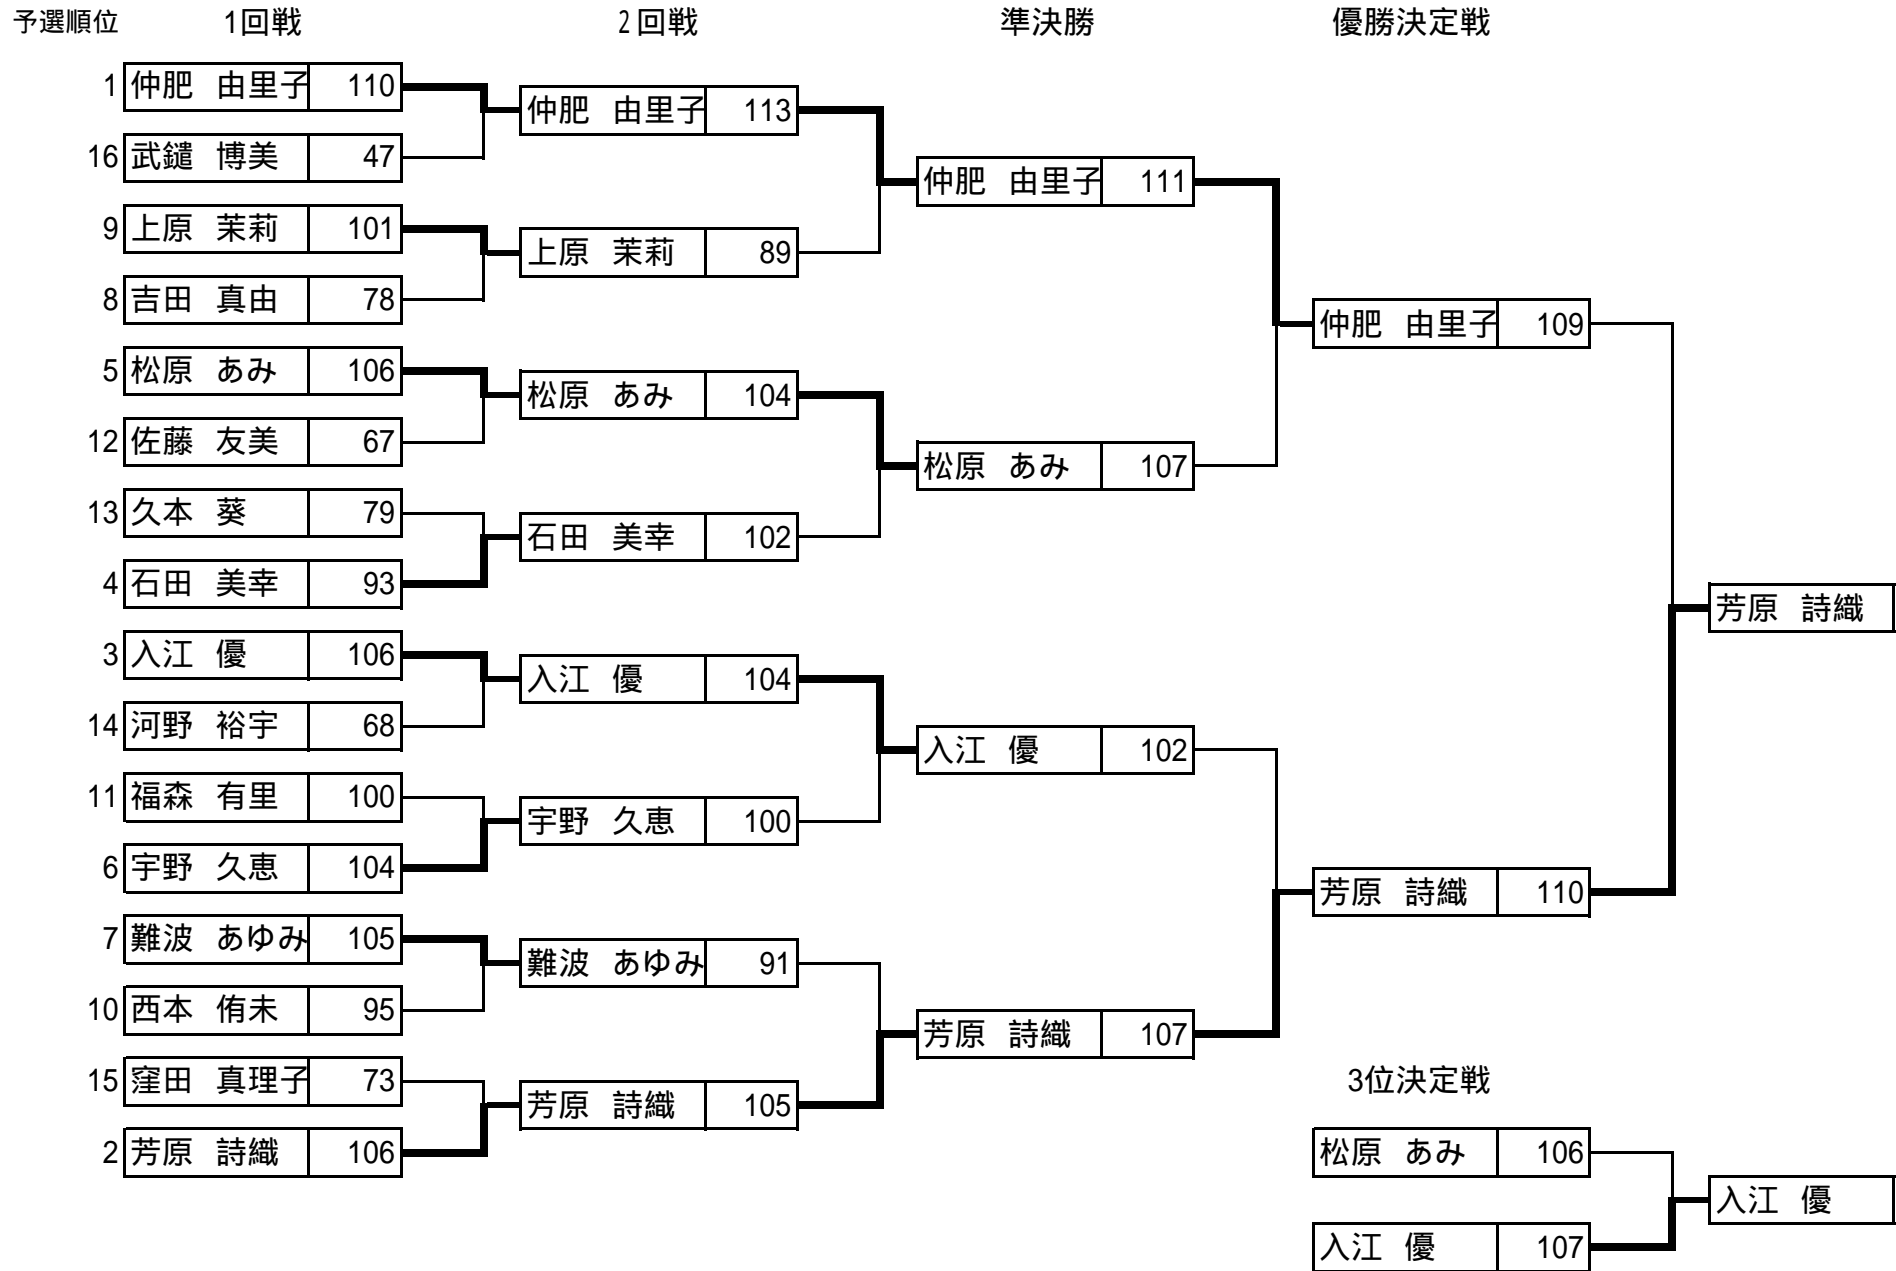 予選順位 1回戦 2回戦 準決勝 優勝決定戦
1 仲肥 由里子 110
仲肥 由里子 113
16 武鑓 博美 47
仲肥 由里子 111
9 上原 茉莉 101
上原 茉莉 89
8 吉田 真由 78
仲肥 由里子 109
5 松原 あみ 106
松原 あみ 104
12 佐藤 友美 67
松原 あみ 107
13 久本 葵 79
石田 美幸 102
4 石田 美幸 93
芳原 詩織
3 入江 優 106
入江 優 104
14 河野 裕宇 68
入江 優 102
11 福森 有里 100
宇野 久恵 100
6 宇野 久恵 104
芳原 詩織 110
7 難波 あゆみ 105
難波 あゆみ 91
10 西本 侑未 95
芳原 詩織 107
15 窪田 真理子 73
3位決定戦
芳原 詩織 105
2 芳原 詩織 106
松原 あみ 106
入江 優
入江 優 107